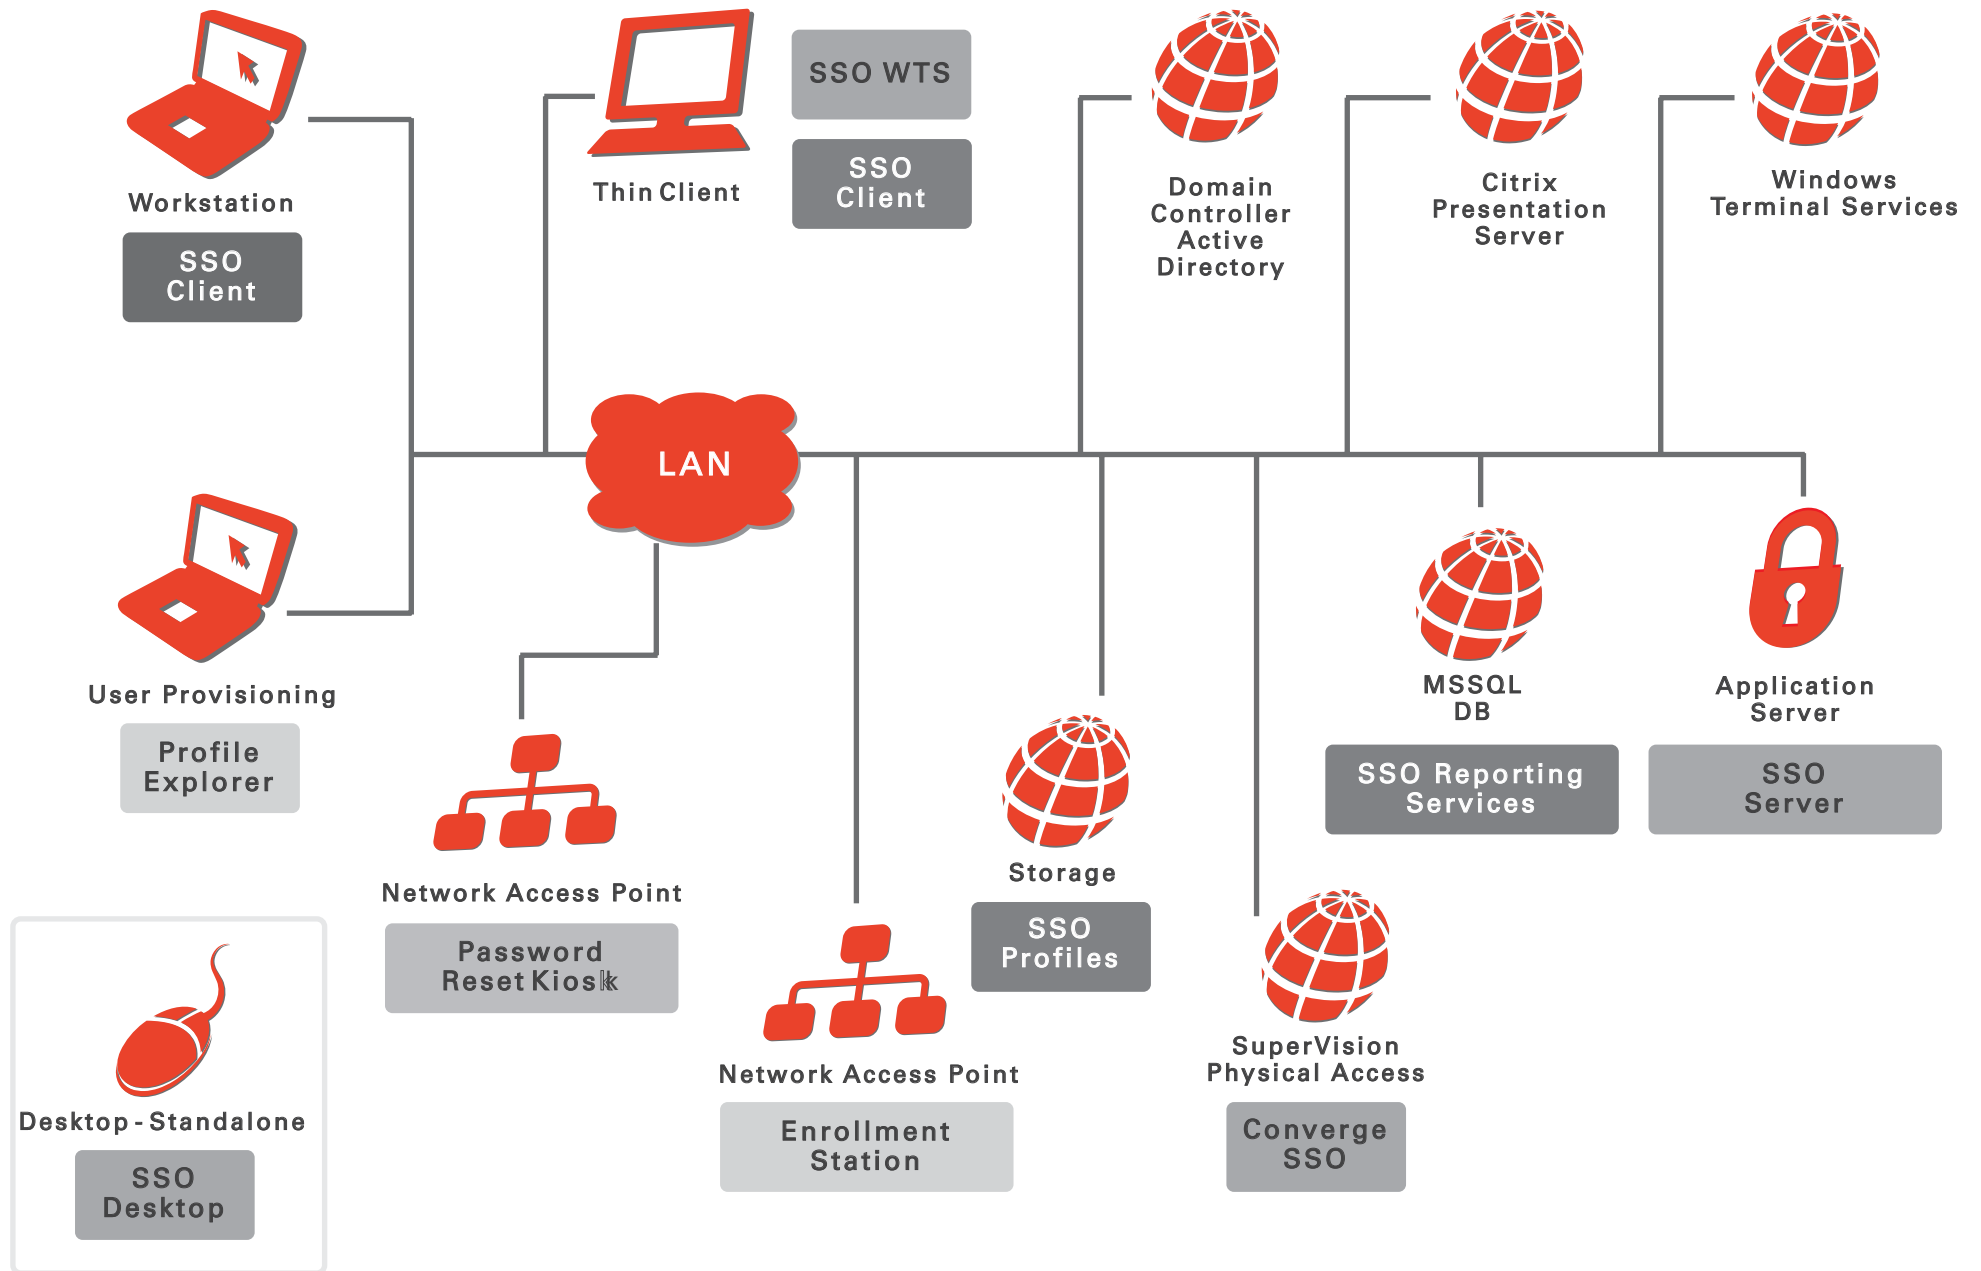 SSO WTS
SSO
Client
Thin Client
Workstation
SSO
Client
Domain
Controller
Active
Directory
Citrix
Presentation
Server
Windows
Terminal Services
LAN
User Provisioning
Profile
Explorer
MSSQL
DB
SSO Reporting
Services
Application
Server
SSO
Server
Network Access Point
Password
Reset Kiosk
Storage
SSO
Profiles
Network Access Point
Enrollment
Station
SuperVision
Physical Access
Converge
SSO
Desktop - Standalone
SSO
Desktop